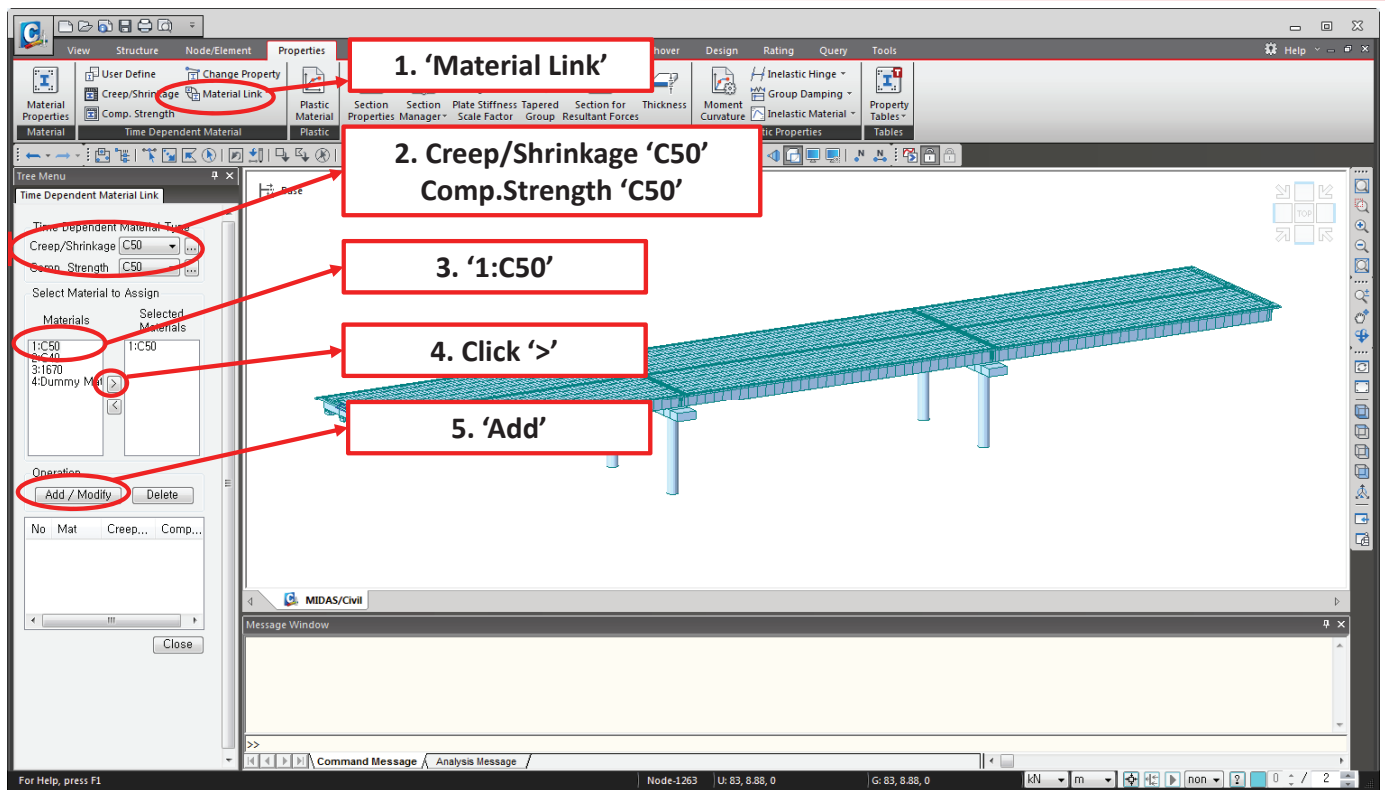 View Structure Node/Element Properties hover Design Rating Query Tools Help
User Define Change Property
Creep/Shrinkage Material Link
Comp. Strength
Material Properties
Plastic Material
Section Properties
Section Manager
Plate Stiffness Scale Factor
Tapered Group
Section for Resultant Forces
Thickness
Moment Curvature
Inelastic Hinge
Group Damping
Inelastic Material
Property Tables
Material Time Dependent Material Plastic tic Properties Tables
1. ‘Material Link’
2. Creep/Shrinkage ‘C50’
Comp.Strength ‘C50’
3. ‘1:C50’
4. Click ‘>’
5. ‘Add’
Tree Menu
Time Dependent Material Link
Time Dependent Material Type
Creep/Shrinkage C50 ...
Comp. Strength C50 ...
Select Material to Assign
Materials
Selected Materials
1:C50 1:C50
2:C40
3:1670
4:Dummy Mat
>
<
Operation
Add / Modify Delete
No Mat Creep... Comp...
Close
Base
TOP
MIDAS/Civil
Message Window
>>
Command Message Analysis Message
For Help, press F1 Node-1263 U: 83, 8.88, 0 G: 83, 8.88, 0 kN m non 0 / 2